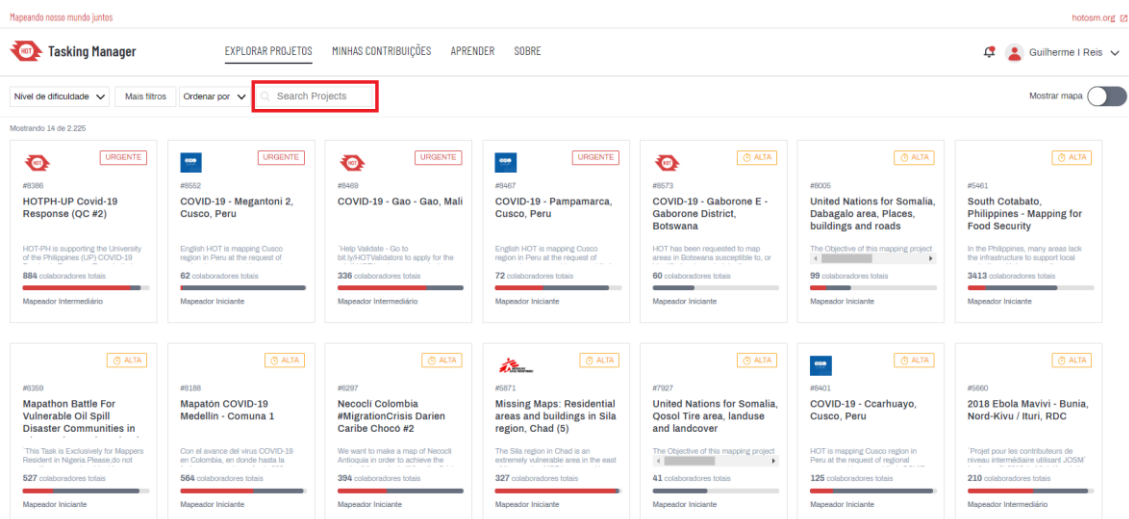 Mapeando nosso mundo juntos
hotosm.org
HOT
Tasking Manager
EXPLORAR PROJETOS
MINHAS CONTRIBUIÇÕES
APRENDER
SOBRE
Guilherme I Reis
Nível de dificuldade
Mais filtros
Ordenar por
Search Projects
Mostrar mapa
Mostrando 14 de 2.225
HOT
URGENTE
#8386
HOTPH-UP Covid-19
Response (QC #2)
HOT-PH is supporting the University
of the Philippines (UP) COVID-19
884 colaboradores totais
Mapeador Intermediário
URGENTE
#8552
COVID-19 - Megantoni 2,
Cusco, Peru
English HOT is mapping Cusco
region in Peru at the request of
62 colaboradores totais
Mapeador Iniciante
HOT
URGENTE
#8469
COVID-19 - Gao - Gao, Mali
`Help Validate - Go to
bit.ly/HOTValidators to apply for the
336 colaboradores totais
Mapeador Intermediário
URGENTE
#8467
COVID-19 - Pampamarca,
Cusco, Peru
English HOT is mapping Cusco
region in Peru at the request of
72 colaboradores totais
Mapeador Iniciante
HOT
ALTA
#8573
COVID-19 - Gaborone E -
Gaborone District,
Botswana
HOT has been requested to map
areas in Botswana susceptible to, or
60 colaboradores totais
Mapeador Iniciante
ALTA
#8005
United Nations for Somalia,
Dabagalo area, Places,
buildings and roads
The Objective of this mapping project
99 colaboradores totais
Mapeador Iniciante
ALTA
#5461
South Cotabato,
Philippines - Mapping for
Food Security
In the Philippines, many areas lack
the infrastructure to support local
3413 colaboradores totais
Mapeador Iniciante
ALTA
#8359
Mapathon Battle For
Vulnerable Oil Spill
Disaster Communities in
`This Task is Exclusively for Mappers
Resident in Nigeria.Please,do not
527 colaboradores totais
Mapeador Iniciante
ALTA
#8188
Mapatón COVID-19
Medellín - Comuna 1
Con el avance del virus COVID-19
en Colombia, en donde hasta la
564 colaboradores totais
Mapeador Iniciante
ALTA
#8297
Necoclí Colombia
#MigrationCrisis Darien
Caribe Chocó #2
We want to make a map of Necoclí
Antioquia in order to achieve the
394 colaboradores totais
Mapeador Iniciante
ALTA
#5871
Missing Maps: Residential
areas and buildings in Sila
region, Chad (5)
The Sila region in Chad is an
extremely vulnerable area in the east
327 colaboradores totais
Mapeador Iniciante
ALTA
#7927
United Nations for Somalia,
Qosol Tire area, landuse
and landcover
The Objective of this mapping project
41 colaboradores totais
Mapeador Iniciante
ALTA
#8401
COVID-19 - Ccarhuayo,
Cusco, Peru
HOT is mapping Cusco region in
Peru at the request of regional
125 colaboradores totais
Mapeador Iniciante
ALTA
#5660
2018 Ebola Mavivi - Bunia,
Nord-Kivu / Ituri, RDC
`Projet pour les contributeurs de
niveau intermédiaire utilisant JOSM`
210 colaboradores totais
Mapeador Intermediário